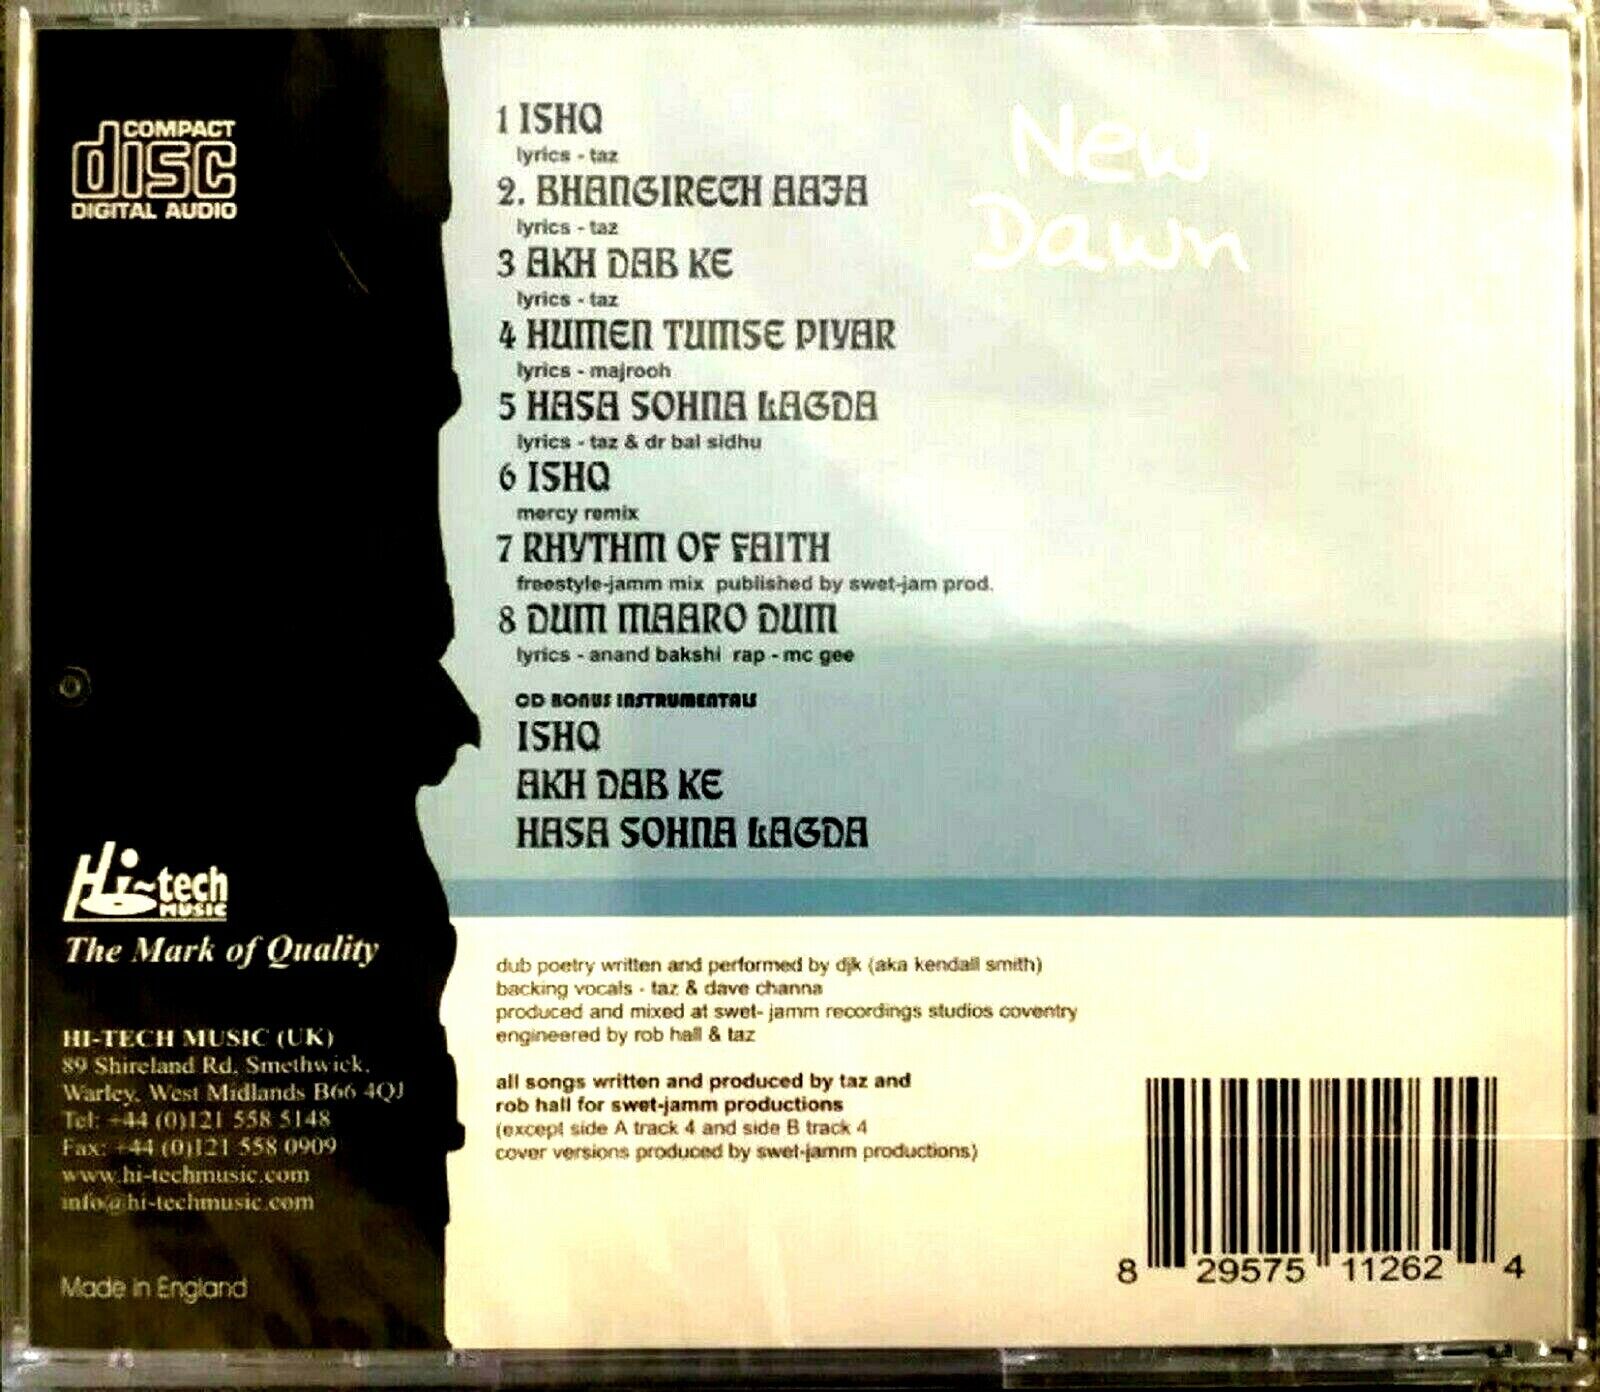 COMPACT
disc
DIGITAL AUDIO
New
Dawn
1 ISHQ
lyrics - taz
2. BHANGIREEH AAJA
lyrics - taz
3 AKH DAB KE
lyrics - taz
4 HUMEN TUMSE PIYAR
lyrics - majrooh
5 HASA SOHNA LAGDA
lyrics - taz & dr bal sidhu
6 ISHQ
mercy remix
7 RHYTHM OF FAITH
freestyle-jamm mix published by swet-jam prod.
8 DUM MAARO DUM
lyrics - anand bakshi rap - mc gee
CD BONUS INSTRUMENTALS
ISHQ
AKH DAB KE
HASA SOHNA LAGDA
Hi-tech
MUSIC
The Mark of Quality
HI-TECH MUSIC (UK)
89 Shireland Rd, Smethwick,
Warley, West Midlands B66 4QJ
Tel: +44 (0)121 558 5148
Fax: +44 (0)121 558 0909
www.hi-techmusic.com
info@hi-techmusic.com
Made in England
dub poetry written and performed by djk (aka kendall smith)
backing vocals - taz & dave channa
produced and mixed at swet- jamm recordings studios coventry
engineered by rob hall & taz
all songs written and produced by taz and
rob hall for swet-jamm productions
(except side A track 4 and side B track 4
cover versions produced by swet-jamm productions)
8 29575 11262 4